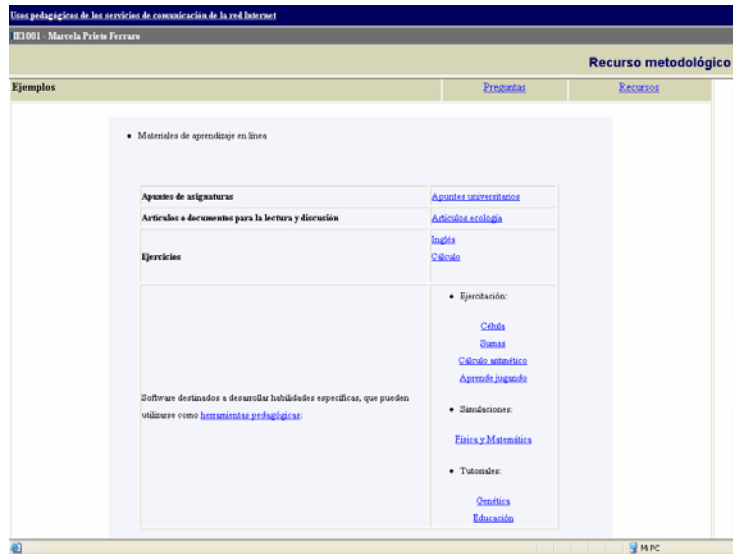 Usos pedagógicos de los servicios de comunicación de la red Internet
IE1001 - Marcela Prieto Ferraro
Recurso metodológico
Ejemplos Preguntas Recursos
• Materiales de aprendizaje en línea
Apuntes de asignaturas Apuntes universitarios
Artículos o documentos para la lectura y discusión Artículos ecología
Ejercicios
Inglés
Cálculo
Software destinados a desarrollar habilidades específicas, que pueden
utilizarse como herramientas pedagógicas:
• Ejercitación:
Célula
Sumas
Cálculo aritmético
Aprende jugando
• Simulaciones:
Física y Matemática
• Tutoriales:
Genética
Educación
Mi PC